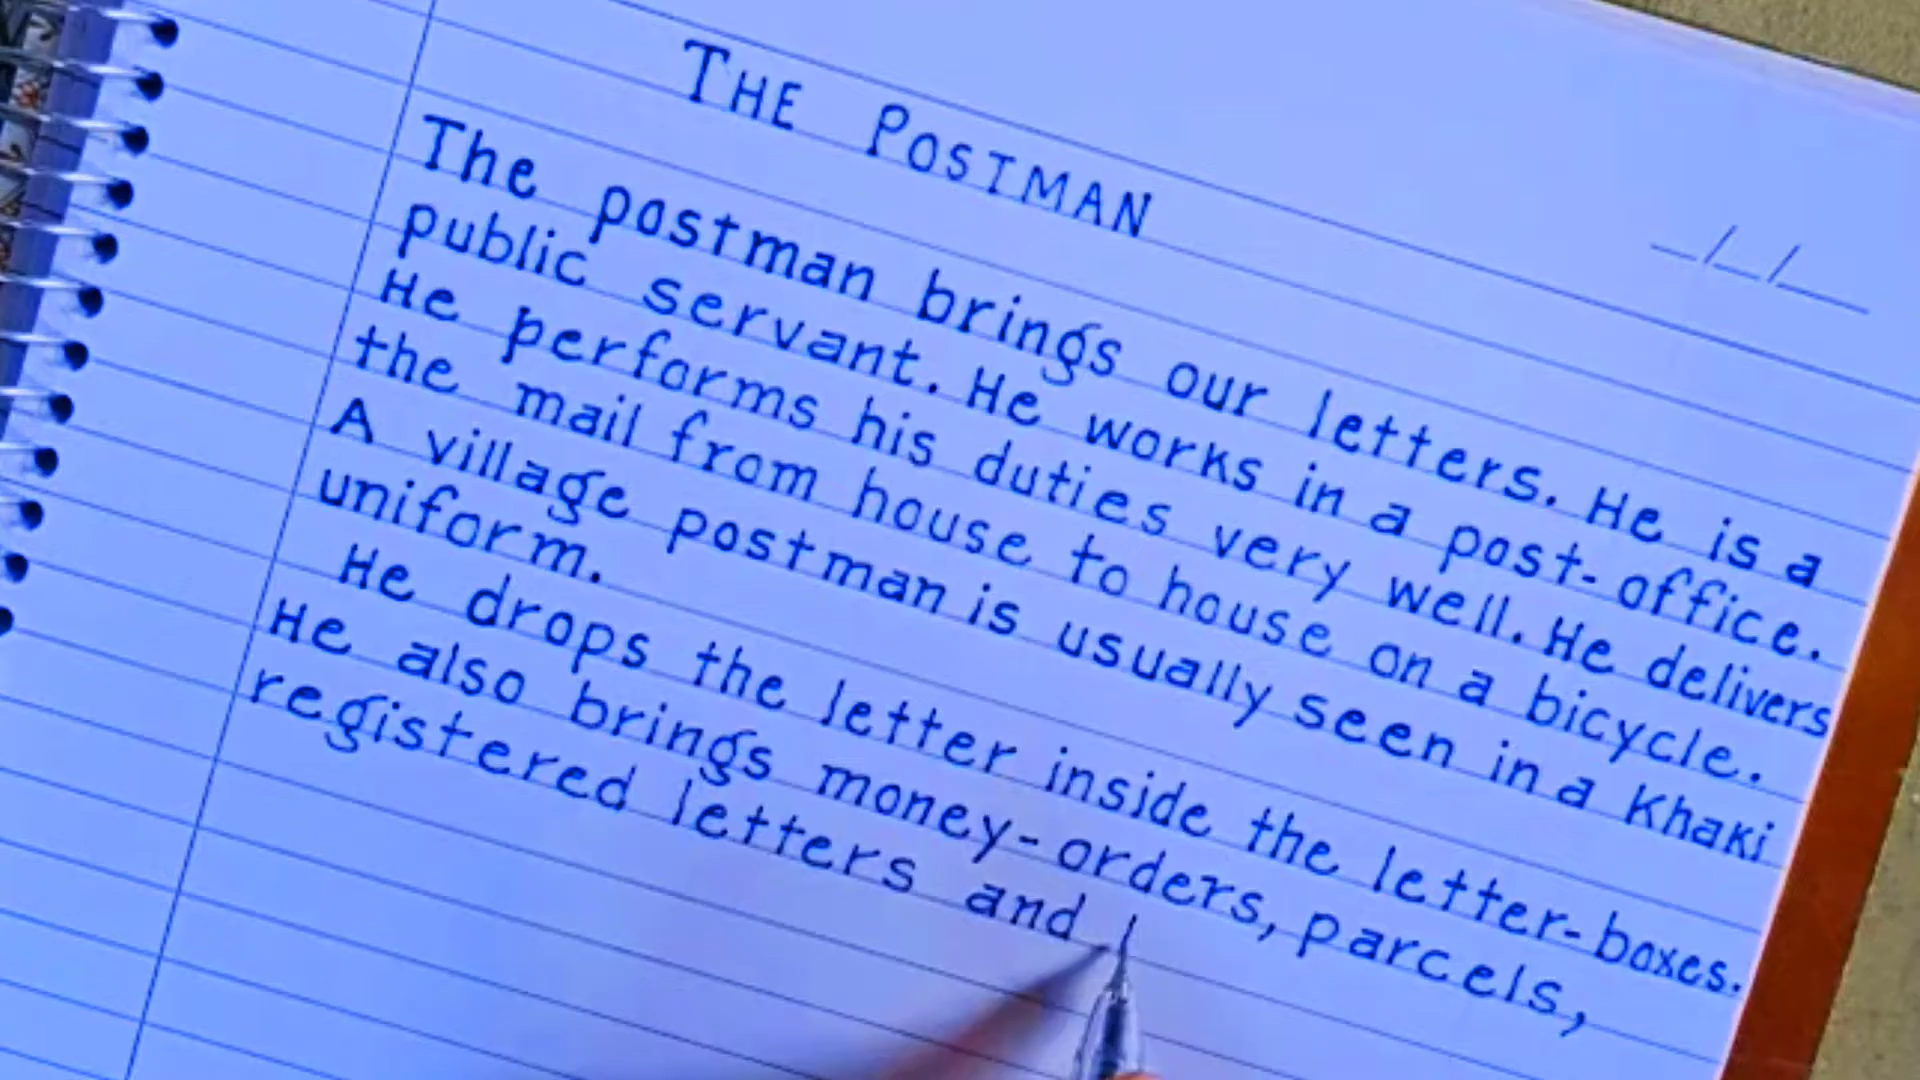 THE POSTMAN
The postman brings our letters. He is a
public servant. He works in a post-office.
He performs his duties very well. He delivers
the mail from house to house on a bicycle.
A village postman is usually seen in a Khaki
uniform.
He drops the letter inside the letter-boxes.
He also brings money-orders, parcels,
registered letters and